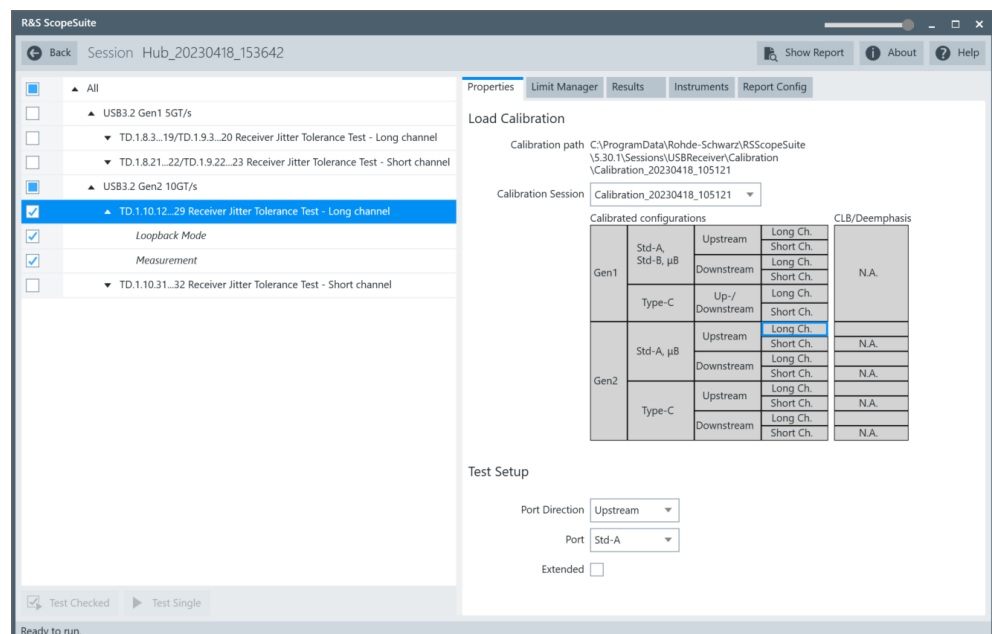 R&S ScopeSuite
Back Session Hub_20230418_153642 Show Report About Help
All
USB3.2 Gen1 5GT/s
TD.1.8.3...19/TD.1.9.3...20 Receiver Jitter Tolerance Test - Long channel
TD.1.8.21...22/TD.1.9.22...23 Receiver Jitter Tolerance Test - Short channel
USB3.2 Gen2 10GT/s
TD.1.10.12...29 Receiver Jitter Tolerance Test - Long channel
Loopback Mode
Measurement
TD.1.10.31...32 Receiver Jitter Tolerance Test - Short channel
Test Checked Test Single
Ready to run.
Properties Limit Manager Results Instruments Report Config
Load Calibration
Calibration path C:\ProgramData\Rohde-Schwarz\RSScopeSuite
\5.30.1\Sessions\USBReceiver\Calibration
\Calibration_20230418_105121
Calibration Session Calibration_20230418_105121
Calibrated configurations CLB/Deemphasis
Gen1
Std-A,
Std-B, µB
Upstream
Long Ch.
Short Ch.
Downstream
Long Ch.
Short Ch.
N.A.
Type-C
Up-/
Downstream
Long Ch.
Short Ch.
Gen2
Std-A, µB
Upstream
Long Ch.
Short Ch. N.A.
Downstream
Long Ch.
Short Ch. N.A.
Type-C
Upstream
Long Ch.
Short Ch. N.A.
Downstream
Long Ch.
Short Ch. N.A.
Test Setup
Port Direction Upstream
Port Std-A
Extended